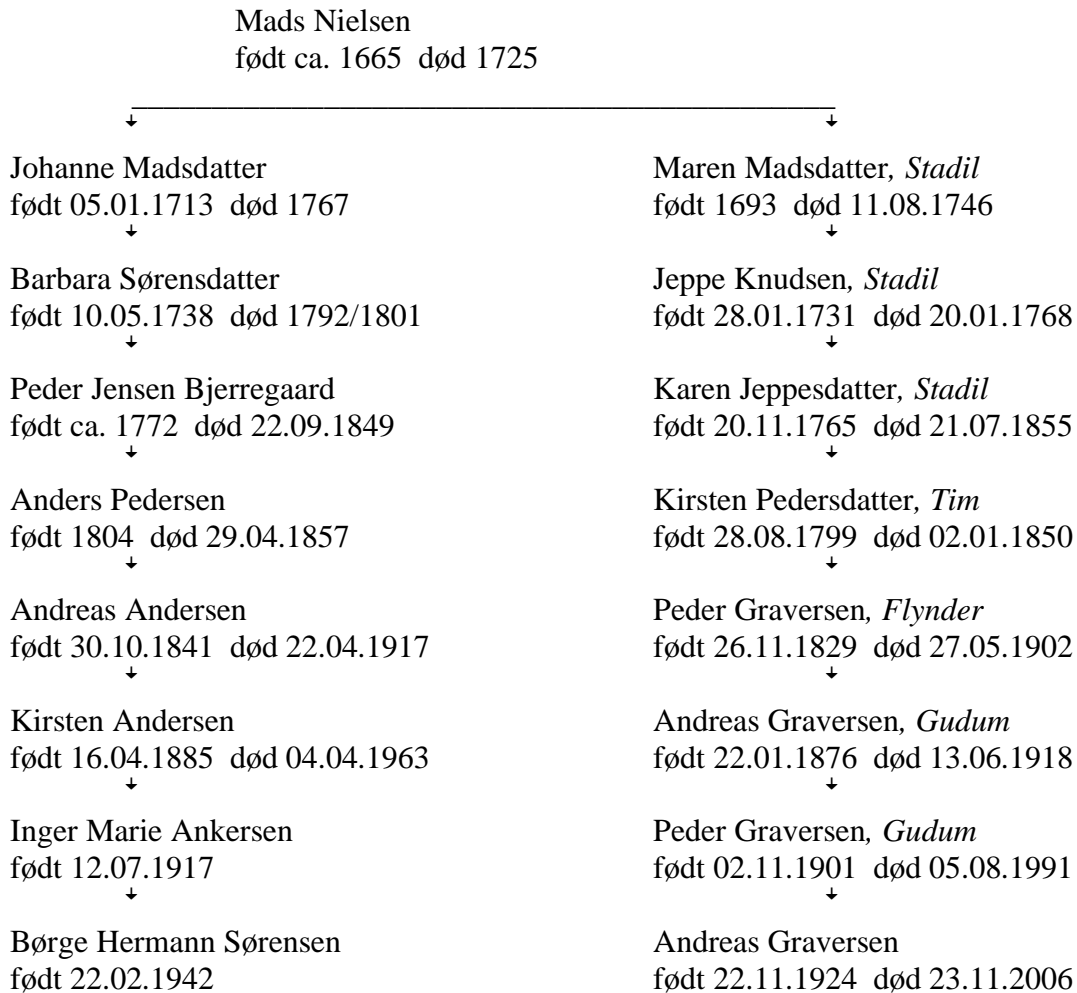 Mads Nielsen
født ca. 1665 død 1725
Johanne Madsdatter
født 05.01.1713 død 1767
Barbara Sørensdatter
født 10.05.1738 død 1792/1801
Peder Jensen Bjerregaard
født ca. 1772 død 22.09.1849
Anders Pedersen
født 1804 død 29.04.1857
Andreas Andersen
født 30.10.1841 død 22.04.1917
Kirsten Andersen
født 16.04.1885 død 04.04.1963
Inger Marie Ankersen
født 12.07.1917
Børge Hermann Sørensen
født 22.02.1942
Maren Madsdatter, Stadil
født 1693 død 11.08.1746
Jeppe Knudsen, Stadil
født 28.01.1731 død 20.01.1768
Karen Jeppesdatter, Stadil
født 20.11.1765 død 21.07.1855
Kirsten Pedersdatter, Tim
født 28.08.1799 død 02.01.1850
Peder Graversen, Flynder
født 26.11.1829 død 27.05.1902
Andreas Graversen, Gudum
født 22.01.1876 død 13.06.1918
Peder Graversen, Gudum
født 02.11.1901 død 05.08.1991
Andreas Graversen
født 22.11.1924 død 23.11.2006